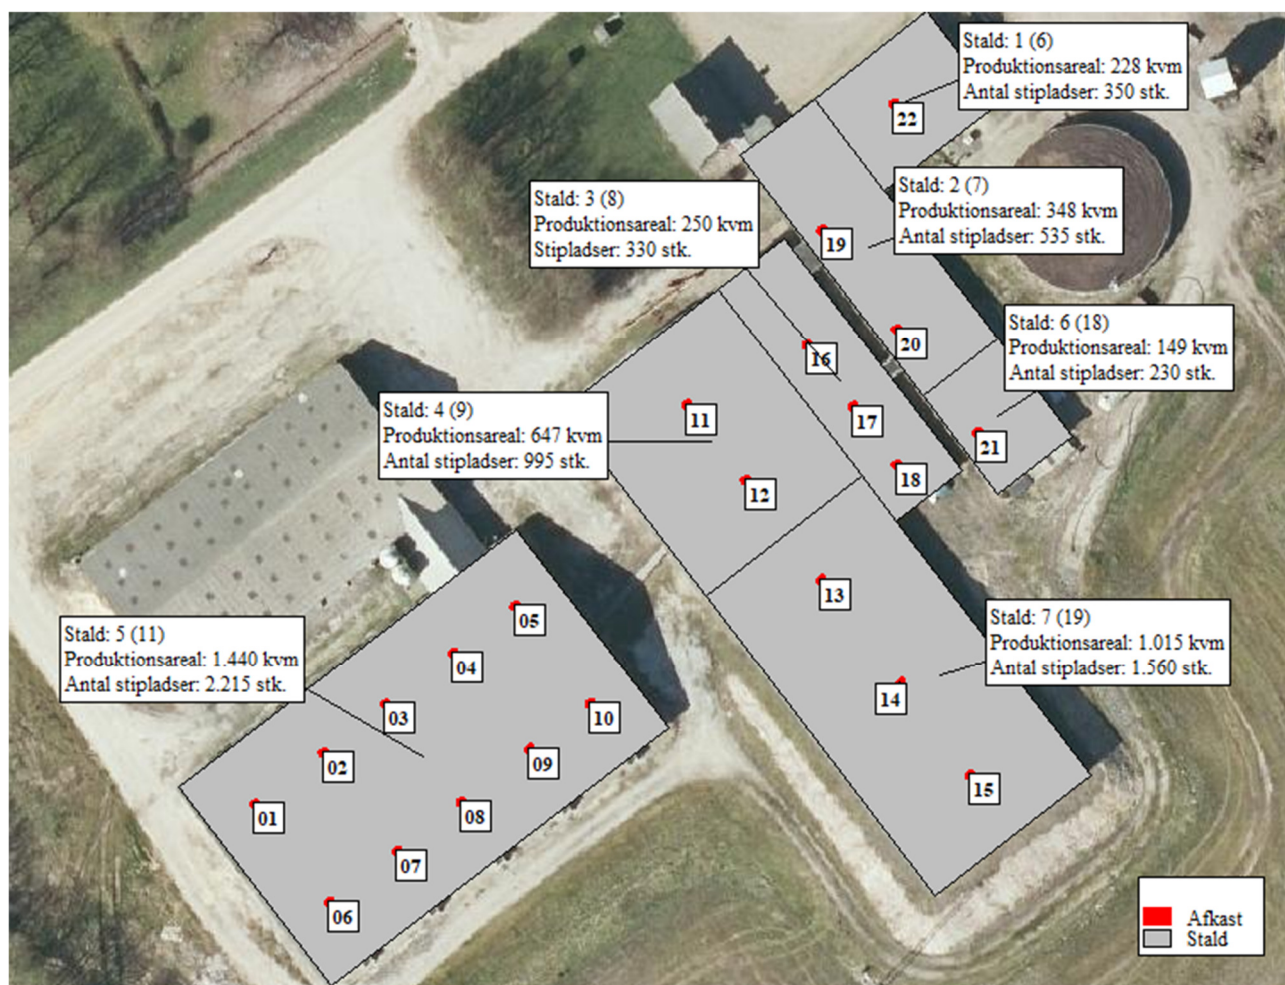 Stald: 1 (6)
Produktionsareal: 228 kvm
Antal stipladser: 350 stk.
22
Stald: 2 (7)
Produktionsareal: 348 kvm
Antal stipladser: 535 stk.
Stald: 3 (8)
Produktionsareal: 250 kvm
Stipladser: 330 stk.
19
20
Stald: 6 (18)
Produktionsareal: 149 kvm
Antal stipladser: 230 stk.
16
17
18
21
Stald: 4 (9)
Produktionsareal: 647 kvm
Antal stipladser: 995 stk.
11
12
13
14
15
Stald: 7 (19)
Produktionsareal: 1.015 kvm
Antal stipladser: 1.560 stk.
Stald: 5 (11)
Produktionsareal: 1.440 kvm
Antal stipladser: 2.215 stk.
05
04
03
02
01
10
09
08
07
06
Afkast
Stald